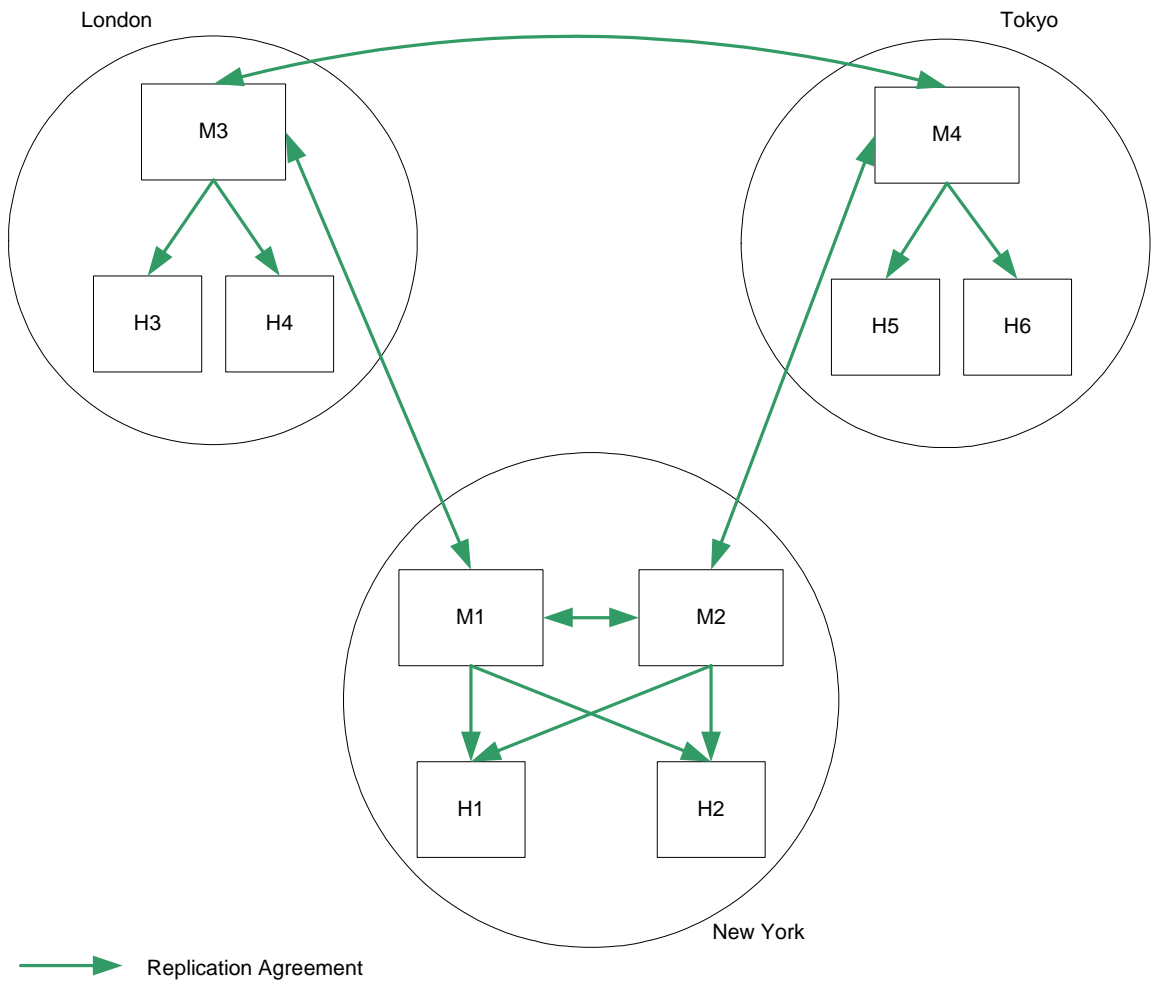 London
Tokyo
M3
M4
H3
H4
H5
H6
M1
M2
H1
H2
New York
Replication Agreement